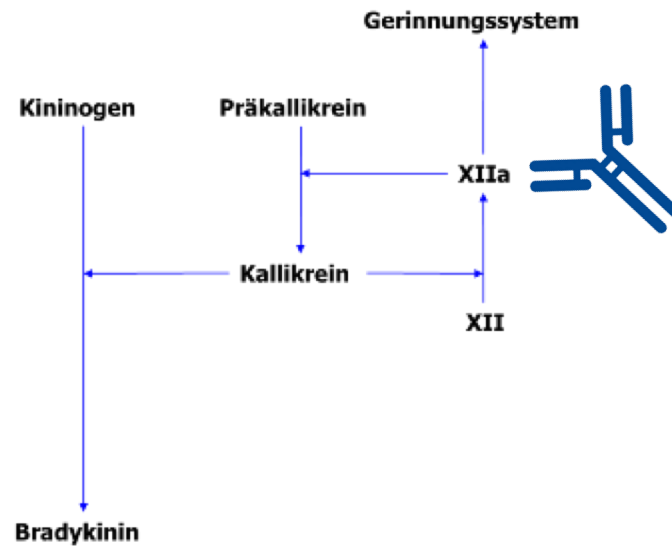 Gerinnungssystem
Kininogen
Präkallikrein
XIIa
Kallikrein
XII
Bradykinin